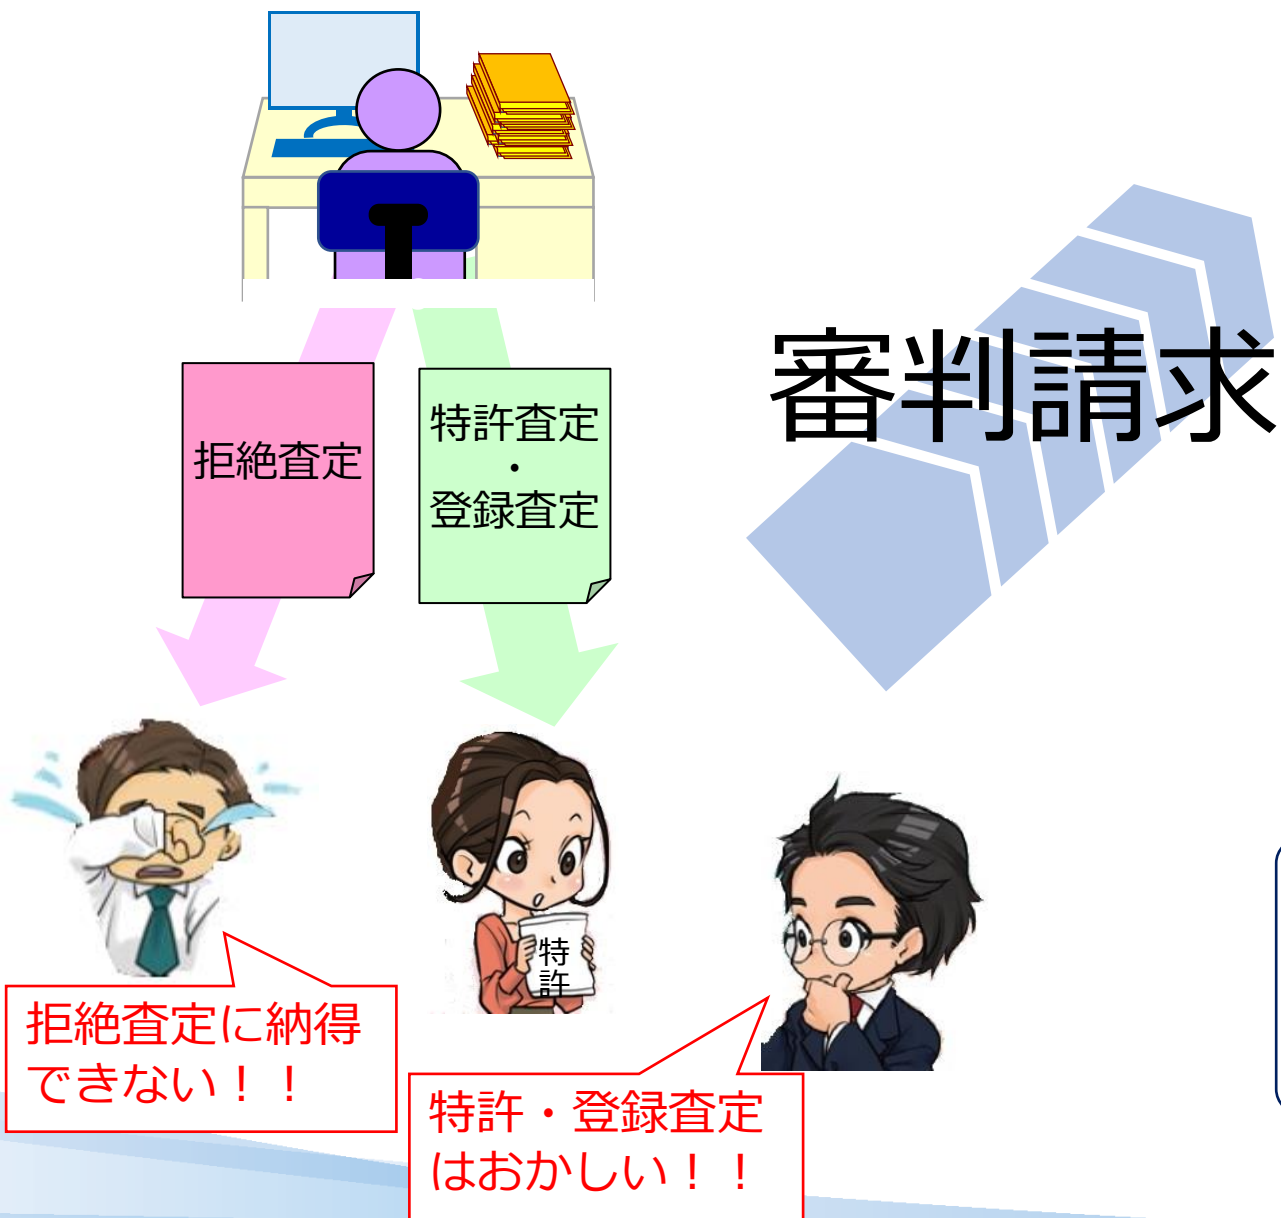 拒絶査定
特許査定
・
登録査定
審判請求
特
許
拒絶査定に納得
できない！！
特許・登録査定
はおかしい！！